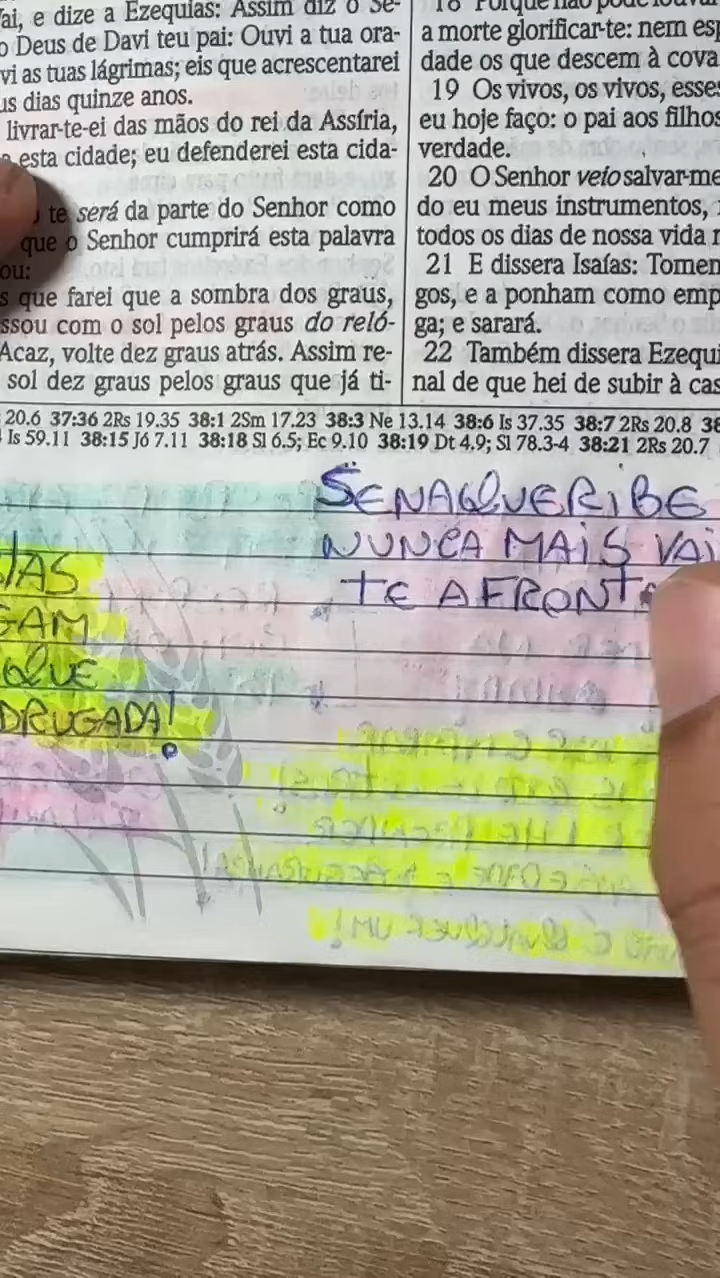 ai, e dize a Ezequias: Assim diz o Se-
o Deus de Davi teu pai: Ouvi a tua ora-
vi as tuas lágrimas; eis que acrescentarei
us dias quinze anos.
livrar-te-ei das mãos do rei da Assíria,
esta cidade; eu defenderei esta cida-
te será da parte do Senhor como
que o Senhor cumprirá esta palavra
ou:
s que farei que a sombra dos graus,
ssou com o sol pelos graus do reló-
Acaz, volte dez graus atrás. Assim re-
sol dez graus pelos graus que já ti-
18 Porque não pode louvar
a morte glorificar-te: nem esp
dade os que descem à cova
19 Os vivos, os vivos, esses
eu hoje faço: o pai aos filhos
verdade.
20 O Senhor veio salvar-me
do eu meus instrumentos,
todos os dias de nossa vida
21 E dissera Isaías: Tomem
gos, e a ponham como emp
ga; e sarará.
22 Também dissera Ezequi
nal de que hei de subir à cas
20.6 37:36 2Rs 19.35 38:1 2Sm 17.23 38:3 Ne 13.14 38:6 Is 37.35 38:7 2Rs 20.8 38
Is 59.11 38:15 Jó 7.11 38:18 Sl 6.5; Ec 9.10 38:19 Dt 4.9; Sl 78.3-4 38:21 2Rs 20.7
IAS
GAM
QUE
DRUGADA!
SENAQUERIBE
NUNCA MAIS VAI
TE AFRONT